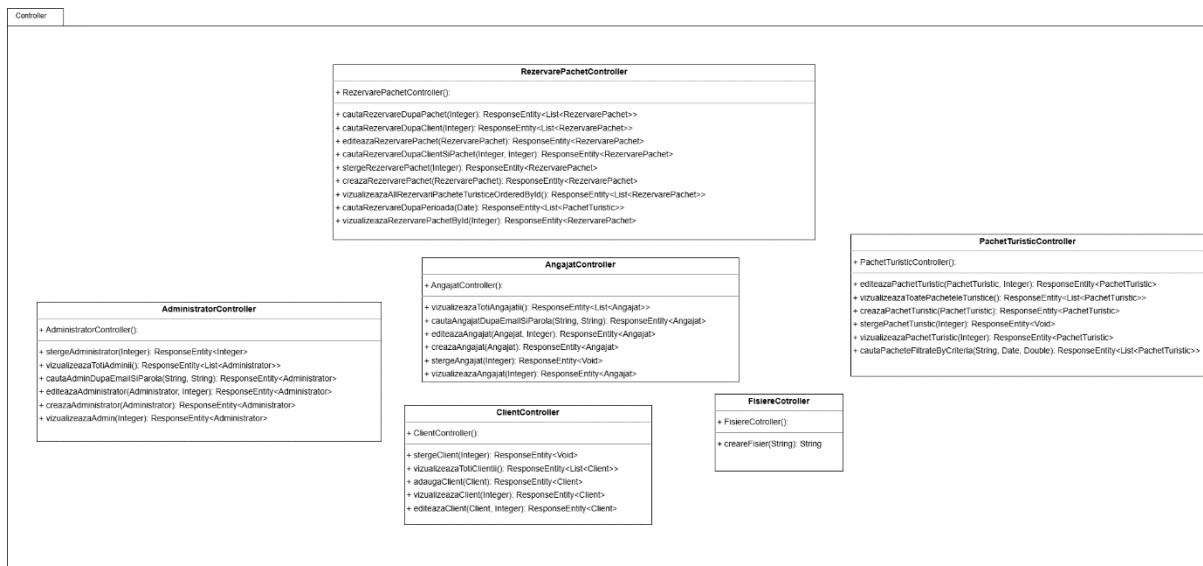 Controller
RezervarePachetController
+ RezervarePachetController():
+ cautaRezervareDupaPachet(Integer): ResponseEntity<List<RezervarePachet>>
+ cautaRezervareDupaClient(Integer): ResponseEntity<List<RezervarePachet>>
+ editeazaRezervarePachet(RezervarePachet): ResponseEntity<RezervarePachet>
+ cautaRezervareDupaClientSiPachet(Integer, Integer): ResponseEntity<RezervarePachet>
+ stergeRezervarePachet(Integer): ResponseEntity<RezervarePachet>
+ creazaRezervarePachet(RezervarePachet): ResponseEntity<RezervarePachet>
+ vizualizeazaAllRezervariPacheteTuristiceOrderedById(): ResponseEntity<List<RezervarePachet>>
+ cautaRezervareDupaPerioada(Date): ResponseEntity<List<PachetTuristic>>
+ vizualizeazaRezervarePachetById(Integer): ResponseEntity<RezervarePachet>
PachetTuristicController
+ PachetTuristicController():
+ editeazaPachetTuristic(PachetTuristic, Integer): ResponseEntity<PachetTuristic>
+ vizualizeazaToatePacheteleTuristice(): ResponseEntity<List<PachetTuristic>>
+ creazaPachetTuristic(PachetTuristic): ResponseEntity<PachetTuristic>
+ stergePachetTuristic(Integer): ResponseEntity<Void>
+ vizualizeazaPachetTuristic(Integer): ResponseEntity<PachetTuristic>
+ cautaPacheteFiltrateByCriteria(String, Date, Double): ResponseEntity<List<PachetTuristic>>
AngajatController
+ AngajatController():
+ vizualizeazaTotiAngajatii(): ResponseEntity<List<Angajat>>
+ cautaAngajatDupaEmailSiParola(String, String): ResponseEntity<Angajat>
+ editeazaAngajat(Angajat, Integer): ResponseEntity<Angajat>
+ creazaAngajat(Angajat): ResponseEntity<Angajat>
+ stergeAngajat(Integer): ResponseEntity<Void>
+ vizualizeazaAngajat(Integer): ResponseEntity<Angajat>
AdministratorController
+ AdministratorController():
+ stergeAdministrator(Integer): ResponseEntity<Integer>
+ vizualizeazaTotiAdminii(): ResponseEntity<List<Administrator>>
+ cautaAdminDupaEmailSiParola(String, String): ResponseEntity<Administrator>
+ editeazaAdministrator(Administrator, Integer): ResponseEntity<Administrator>
+ creazaAdministrator(Administrator): ResponseEntity<Administrator>
+ vizualizeazaAdmin(Integer): ResponseEntity<Administrator>
ClientController
+ ClientController():
+ stergeClient(Integer): ResponseEntity<Void>
+ vizualizeazaTotiClientii(): ResponseEntity<List<Client>>
+ adaugaClient(Client): ResponseEntity<Client>
+ vizualizeazaClient(Integer): ResponseEntity<Client>
+ editeazaClient(Client, Integer): ResponseEntity<Client>
FisiereCotroller
+ FisiereCotroller():
+ creareFisier(String): String